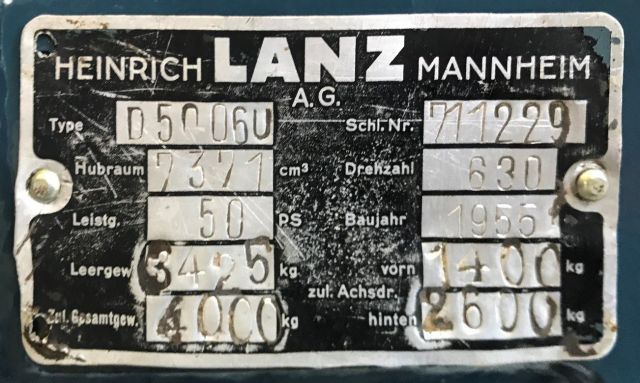 HEINRICH LANZ MANNHEIM
A.G.
Type D5006U Schl.Nr. 711229
Hubraum 7371 cm³ Drehzahl 630
Leistg. 50 PS Baujahr 1955
Leergew. 3425 kg vorn 1400 kg
zul. Achsdr.
Zul. Gesamtgew. 4000 kg hinten 2600 kg